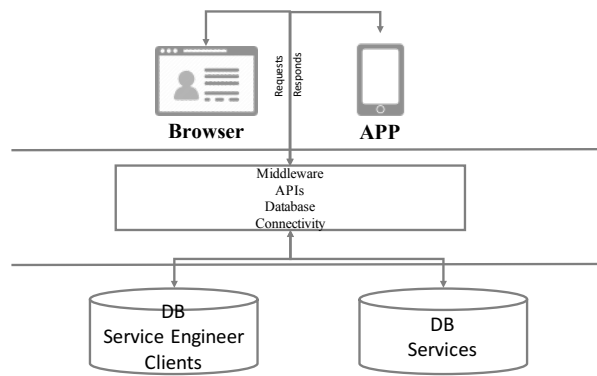 Requests
Responds
Browser
APP
Middleware
APIs
Database
Connectivity
DB
Service Engineer
Clients
DB
Services